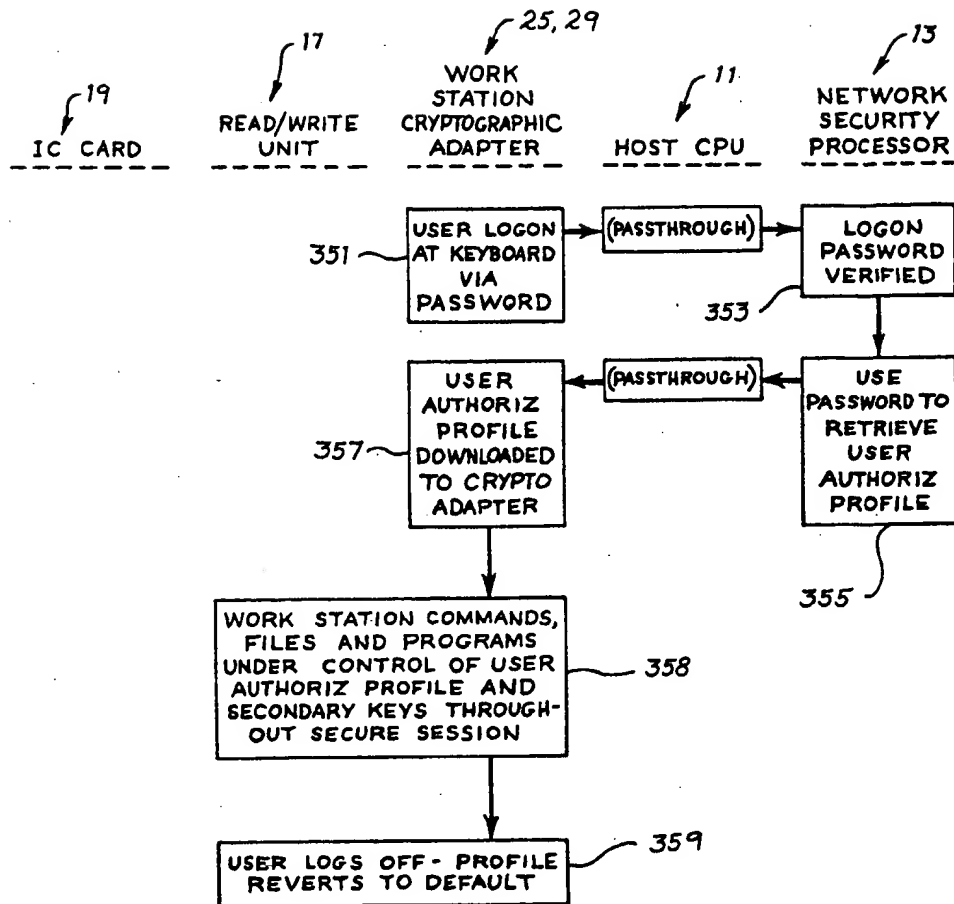 25, 29
17
11
13
19
WORK
STATION
CRYPTOGRAPHIC
ADAPTER
READ/WRITE
UNIT
IC CARD
HOST CPU
NETWORK
SECURITY
PROCESSOR
351
USER LOGON
AT KEYBOARD
VIA
PASSWORD
(PASSTHROUGH)
LOGON
PASSWORD
VERIFIED
353
357
USER
AUTHORIZ
PROFILE
DOWNLOADED
TO CRYPTO
ADAPTER
(PASSTHROUGH)
USE
PASSWORD TO
RETRIEVE
USER
AUTHORIZ
PROFILE
355
WORK STATION COMMANDS,
FILES AND PROGRAMS
UNDER CONTROL OF USER
AUTHORIZ PROFILE AND
SECONDARY KEYS THROUGH-
OUT SECURE SESSION
358
USER LOGS OFF - PROFILE
REVERTS TO DEFAULT
359